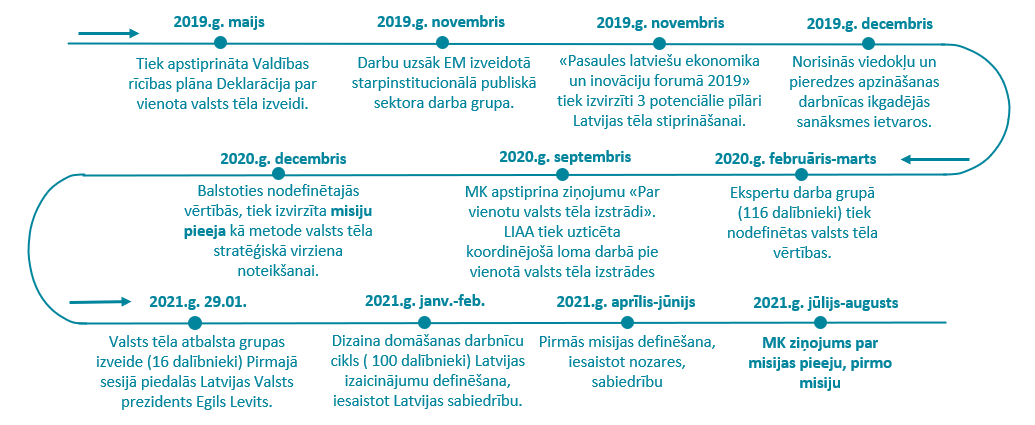 2019.g. maijs
Tiek apstiprināta Valdības
rīcības plāna Deklarācija par
vienota valsts tēla izveidi.
2019.g. novembris
Darbu uzsāk EM izveidotā
starpinstitucionālā publiskā
sektora darba grupa.
2019.g. novembris
«Pasaules latviešu ekonomika
un inovāciju forumā 2019»
tiek izvirzīti 3 potenciālie pīlāri
Latvijas tēla stiprināšanai.
2019.g. decembris
Norisinās viedokļu un
pieredzes apzināšanas
darbnīcas ikgadējās
sanāksmes ietvaros.
2020.g. februāris-marts
Ekspertu darba grupā
(116 dalībnieki) tiek
nodefinētas valsts tēla
vērtības.
2020.g. septembris
MK apstiprina ziņojumu «Par
vienotu valsts tēla izstrādi».
LIAA tiek uzticēta
koordinējošā loma darbā pie
vienotā valsts tēla izstrādes
2020.g. decembris
Balstoties nodefinētajās
vērtībās, tiek izvirzīta misiju
pieeja kā metode valsts tēla
stratēģiskā virziena
noteikšanai.
2021.g. 29.01.
Valsts tēla atbalsta grupas
izveide (16 dalībnieki) Pirmajā
sesijā piedalās Latvijas Valsts
prezidents Egils Levits.
2021.g. janv.-feb.
Dizaina domāšanas darbnīcu
cikls ( 100 dalībnieki) Latvijas
izaicinājumu definēšana,
iesaistot Latvijas sabiedrību.
2021.g. aprīlis-jūnijs
Pirmās misijas definēšana,
iesaistot nozares,
sabiedrību
2021.g. jūlijs-augusts
MK ziņojums par
misijas pieeju, pirmo
misiju